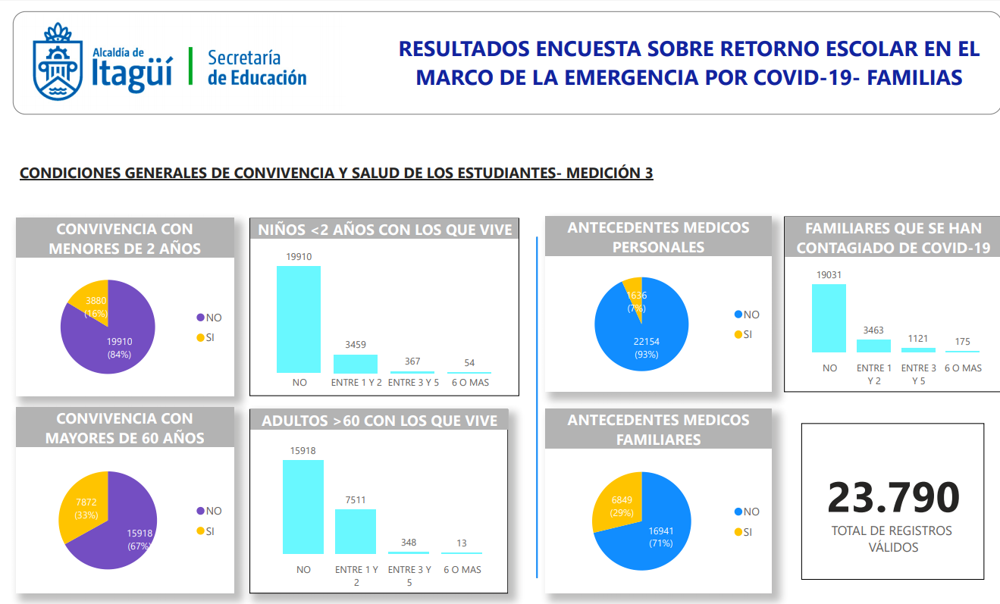 Alcaldía de
Itagüí
Secretaría
de Educación
RESULTADOS ENCUESTA SOBRE RETORNO ESCOLAR EN EL
MARCO DE LA EMERGENCIA POR COVID-19- FAMILIAS
CONDICIONES GENERALES DE CONVIVENCIA Y SALUD DE LOS ESTUDIANTES- MEDICIÓN 3
CONVIVENCIA CON
MENORES DE 2 AÑOS
3880
(16%)
19910
(84%)
NO
SI
NIÑOS <2 AÑOS CON LOS QUE VIVE
19910
3459
367
54
NO
ENTRE 1 Y 2
ENTRE 3 Y 5
6 O MAS
ANTECEDENTES MEDICOS
PERSONALES
1636
(7%)
22154
(93%)
NO
SI
FAMILIARES QUE SE HAN
CONTAGIADO DE COVID-19
19031
3463
1121
175
NO
ENTRE 1
Y 2
ENTRE 3
Y 5
6 O MAS
CONVIVENCIA CON
MAYORES DE 60 AÑOS
7872
(33%)
15918
(67%)
NO
SI
ADULTOS >60 CON LOS QUE VIVE
15918
7511
348
13
NO
ENTRE 1 Y
2
ENTRE 3 Y
5
6 O MAS
ANTECEDENTES MEDICOS
FAMILIARES
6849
(29%)
16941
(71%)
NO
SI
23.790
TOTAL DE REGISTROS
VÁLIDOS